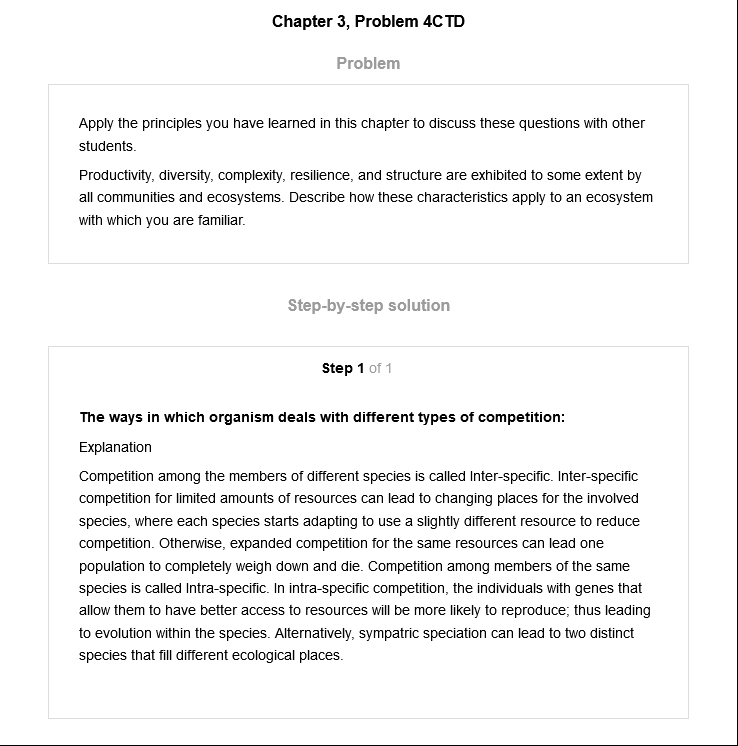 Chapter 3, Problem 4CTD
Problem
Apply the principles you have learned in this chapter to discuss these questions with other
students.
Productivity, diversity, complexity, resilience, and structure are exhibited to some extent by
all communities and ecosystems. Describe how these characteristics apply to an ecosystem
with which you are familiar.
Step-by-step solution
Step 1 of 1
The ways in which organism deals with different types of competition:
Explanation
Competition among the members of different species is called Inter-specific. Inter-specific
competition for limited amounts of resources can lead to changing places for the involved
species, where each species starts adapting to use a slightly different resource to reduce
competition. Otherwise, expanded competition for the same resources can lead one
population to completely weigh down and die. Competition among members of the same
species is called Intra-specific. In intra-specific competition, the individuals with genes that
allow them to have better access to resources will be more likely to reproduce; thus leading
to evolution within the species. Alternatively, sympatric speciation can lead to two distinct
species that fill different ecological places.